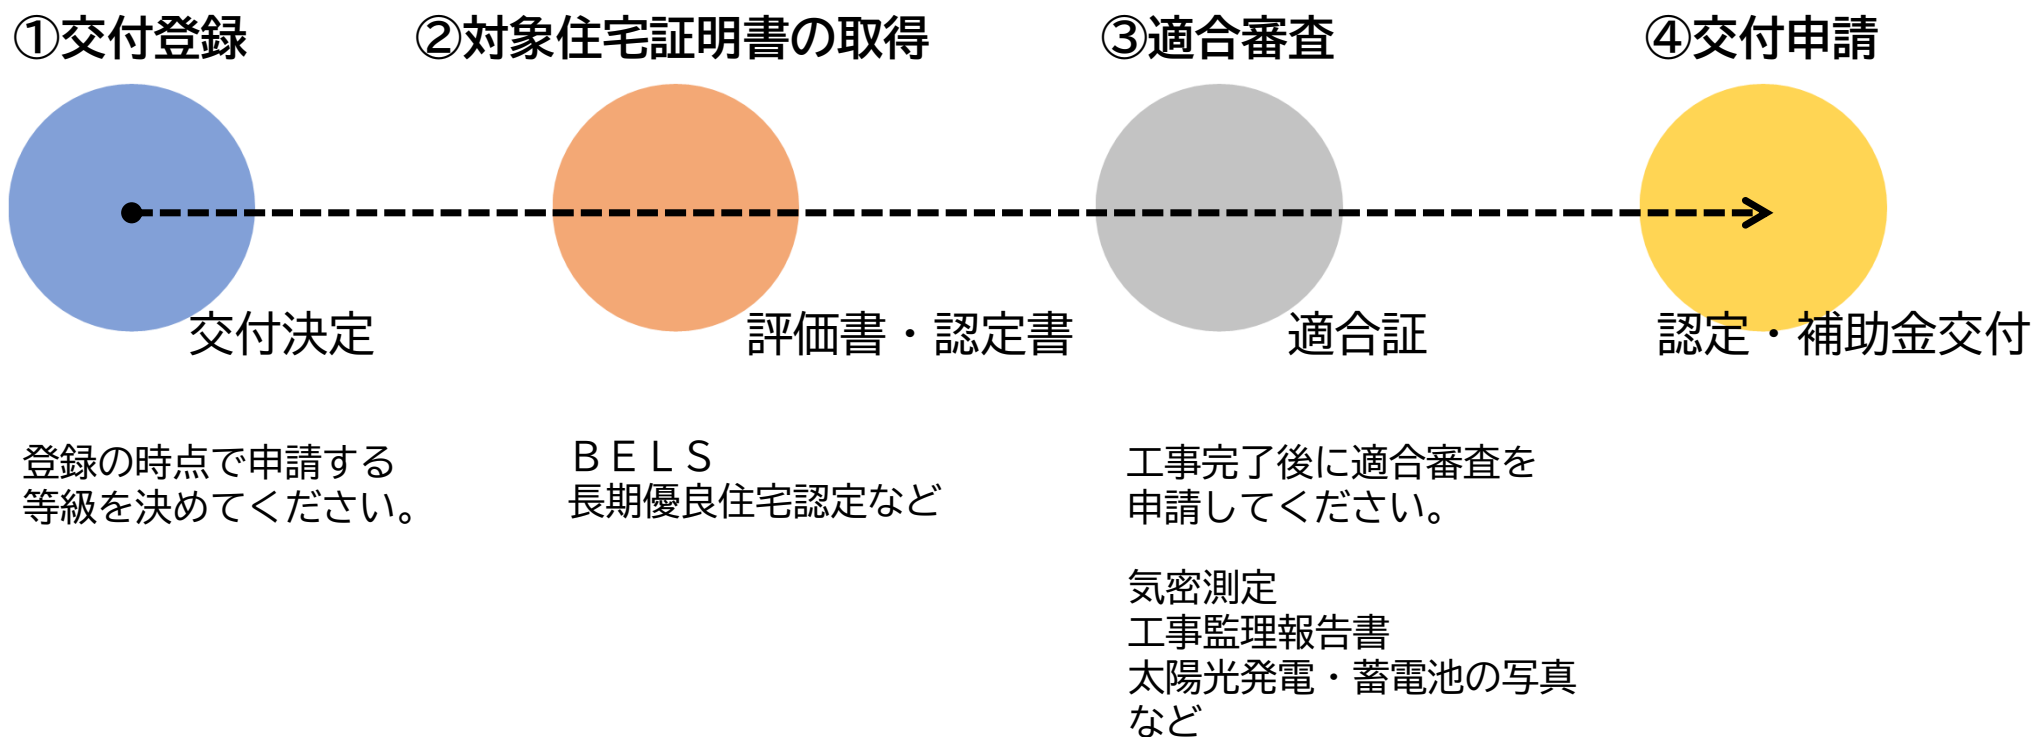 ①交付登録
②対象住宅証明書の取得
③適合審査
④交付申請
交付決定
評価書・認定書
適合証
認定・補助金交付
登録の時点で申請する
等級を決めてください。
ＢＥＬＳ
長期優良住宅認定など
工事完了後に適合審査を
申請してください。
気密測定
工事監理報告書
太陽光発電・蓄電池の写真
など